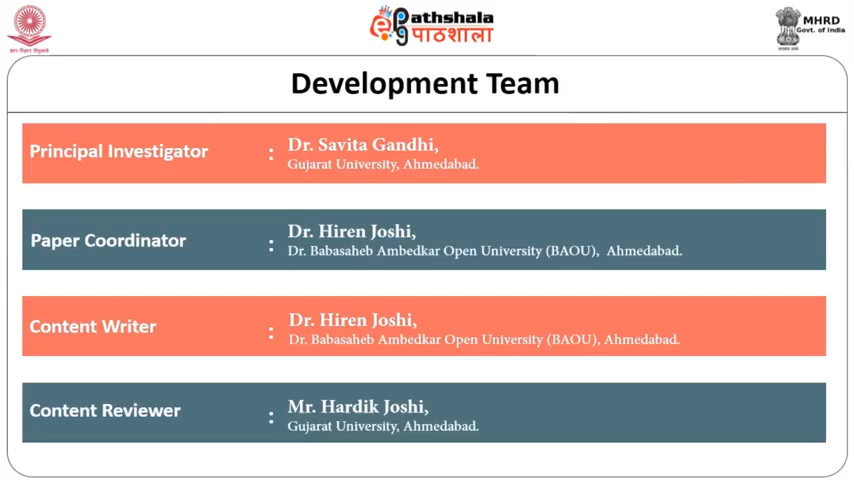 ePathshala
पाठशाला
MHRD
Govt. of India
Development Team
Principal Investigator : Dr. Savita Gandhi,
Gujarat University, Ahmedabad.
Paper Coordinator : Dr. Hiren Joshi,
Dr. Babasaheb Ambedkar Open University (BAOU), Ahmedabad.
Content Writer : Dr. Hiren Joshi,
Dr. Babasaheb Ambedkar Open University (BAOU), Ahmedabad.
Content Reviewer : Mr. Hardik Joshi,
Gujarat University, Ahmedabad.